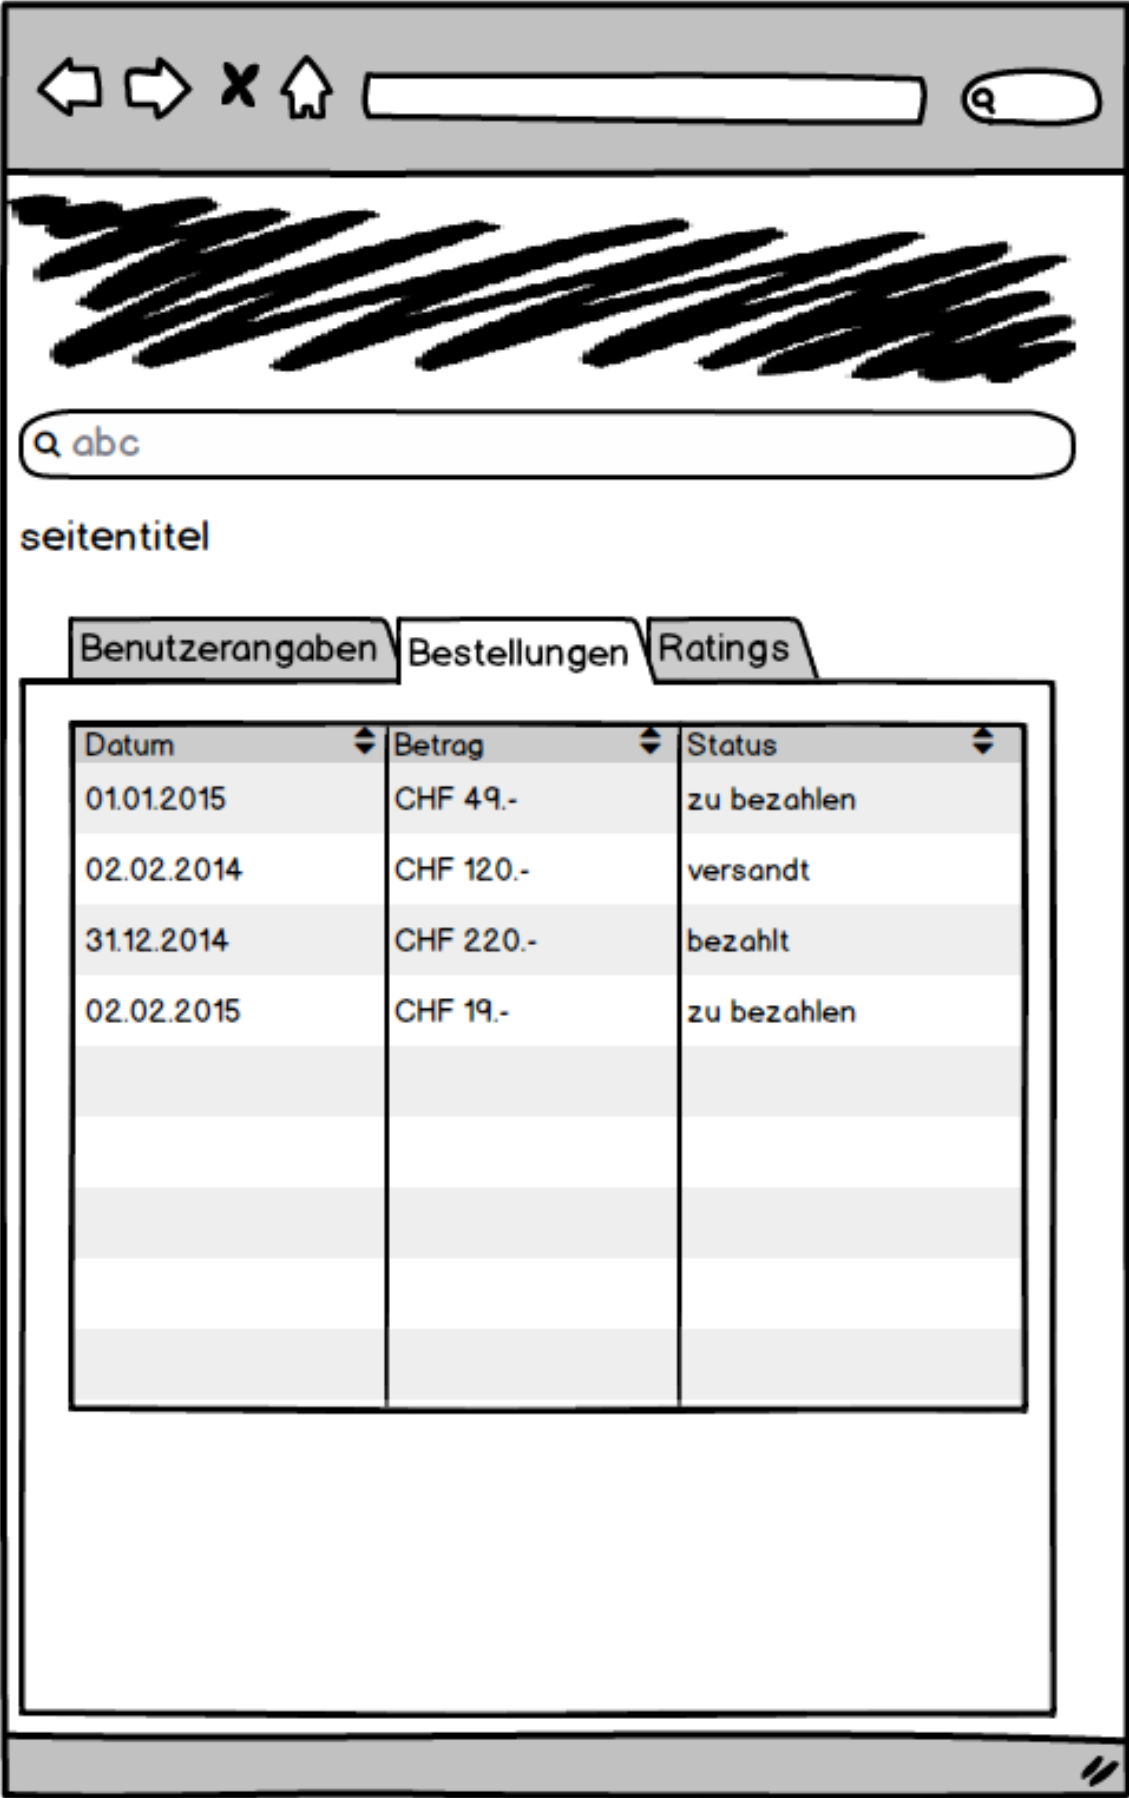 abc
seitentitel
Benutzerangaben Bestellungen Ratings
Datum Betrag Status
01.01.2015 CHF 49.- zu bezahlen
02.02.2014 CHF 120.- versandt
31.12.2014 CHF 220.- bezahlt
02.02.2015 CHF 19.- zu bezahlen